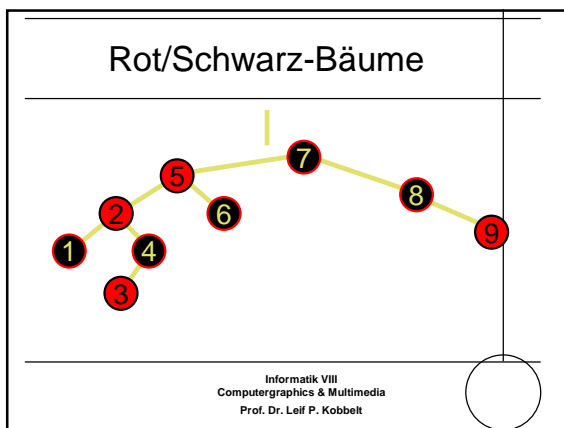 Rot/Schwarz-Bäume
7
5
8
2
6
9
1
4
3
Informatik VIII
Computergraphics & Multimedia
Prof. Dr. Leif P. Kobbelt